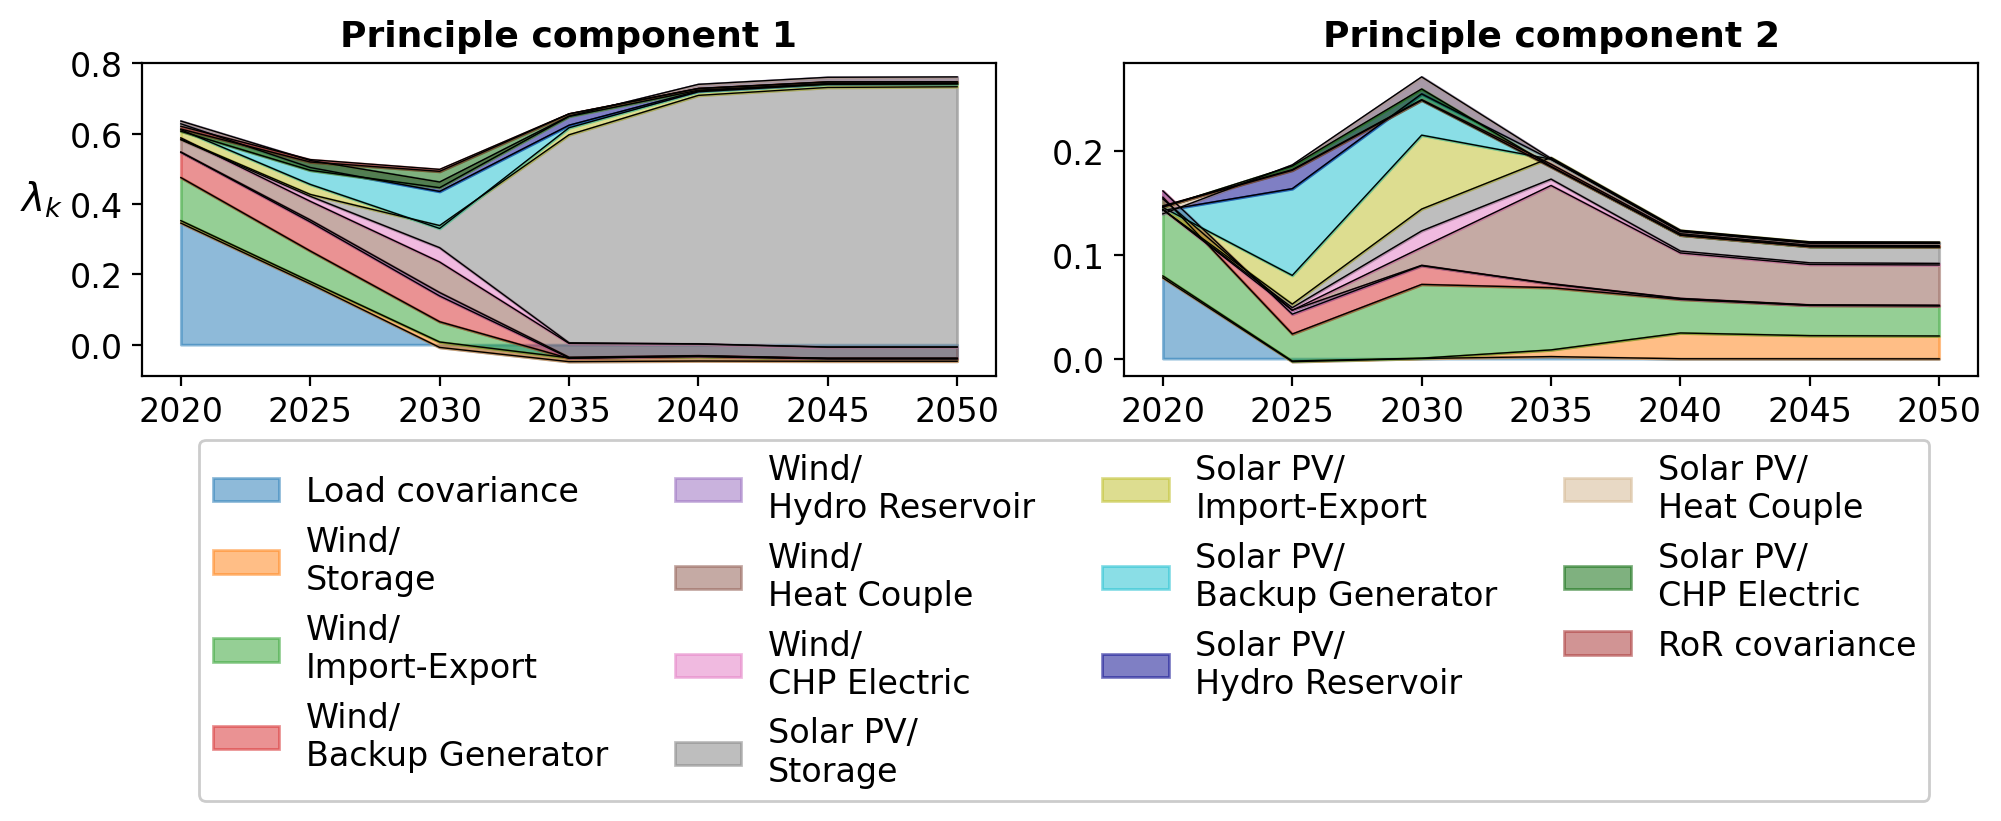 Principle component 1
Principle component 2
λk
0.8
0.6
0.4
0.2
0.0
2020 2025 2030 2035 2040 2045 2050
0.2
0.1
0.0
2020 2025 2030 2035 2040 2045 2050
Load covariance
Wind/
Storage
Wind/
Import-Export
Wind/
Backup Generator
Wind/
Hydro Reservoir
Wind/
Heat Couple
Wind/
CHP Electric
Solar PV/
Storage
Solar PV/
Import-Export
Solar PV/
Backup Generator
Solar PV/
Hydro Reservoir
Solar PV/
Heat Couple
Solar PV/
CHP Electric
RoR covariance